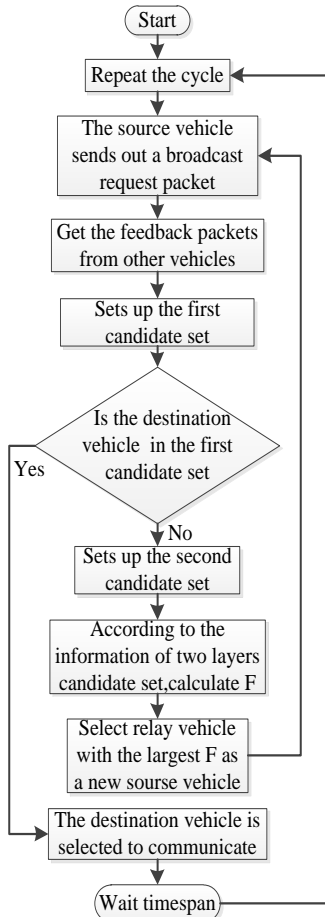 Start
Repeat the cycle
The source vehicle
sends out a broadcast
request packet
Get the feedback packets
from other vehicles
Sets up the first
candidate set
Is the destination
vehicle in the first
candidate set
Yes
No
Sets up the second
candidate set
According to the
information of two layers
candidate set,calculate F
Select relay vehicle
with the largest F as
a new sourse vehicle
The destination vehicle is
selected to communicate
Wait timespan